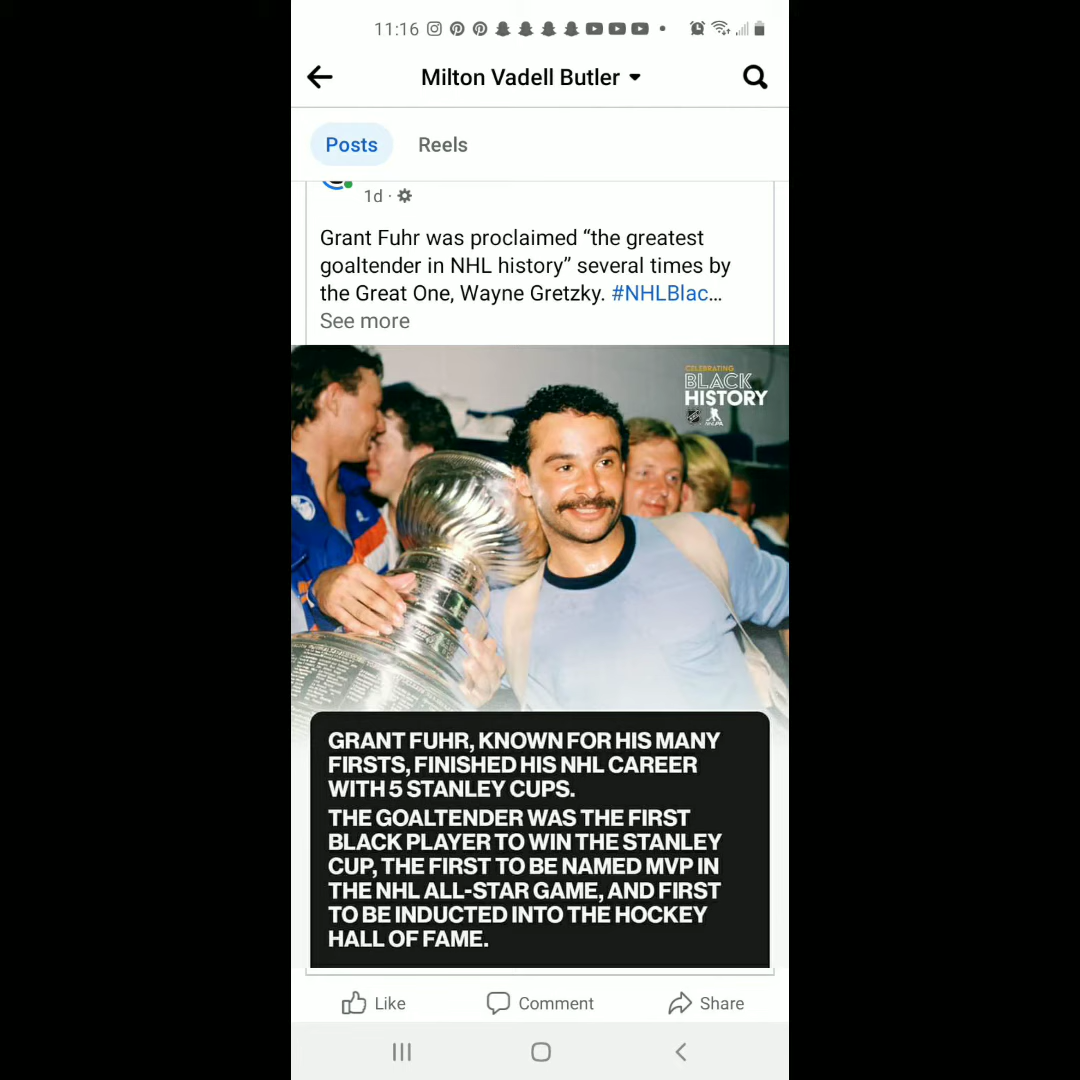 11:16
Milton Vadell Butler
Posts Reels
1d
Grant Fuhr was proclaimed “the greatest
goaltender in NHL history” several times by
the Great One, Wayne Gretzky. #NHLBlac...
See more
CELEBRATING
BLACK
HISTORY
NHLPA
GRANT FUHR, KNOWN FOR HIS MANY
FIRSTS, FINISHED HIS NHL CAREER
WITH 5 STANLEY CUPS.
THE GOALTENDER WAS THE FIRST
BLACK PLAYER TO WIN THE STANLEY
CUP, THE FIRST TO BE NAMED MVP IN
THE NHL ALL-STAR GAME, AND FIRST
TO BE INDUCTED INTO THE HOCKEY
HALL OF FAME.
Like Comment Share